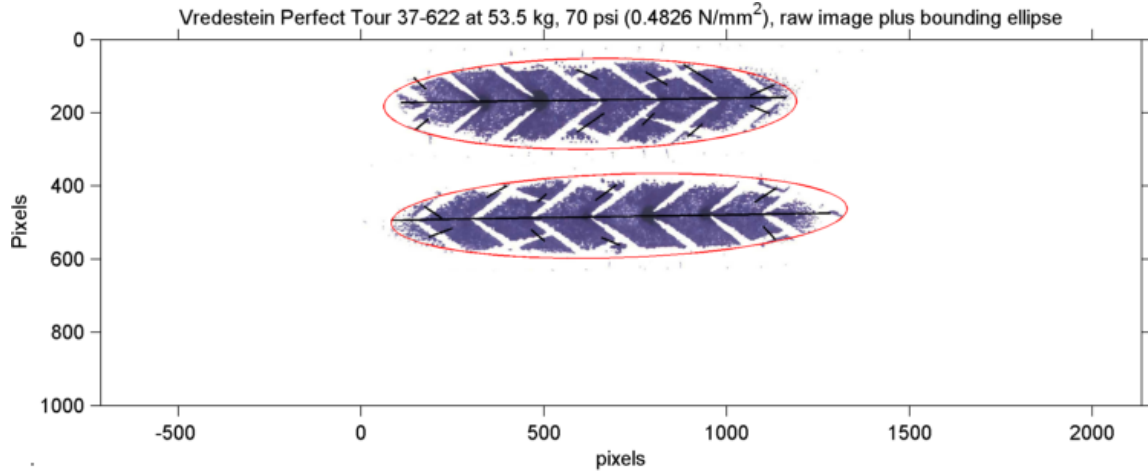 Vredestein Perfect Tour 37-622 at 53.5 kg, 70 psi (0.4826 N/mm²), raw image plus bounding ellipse
0
200
400
600
800
1000
Pixels
-500 0 500 1000 1500 2000
pixels